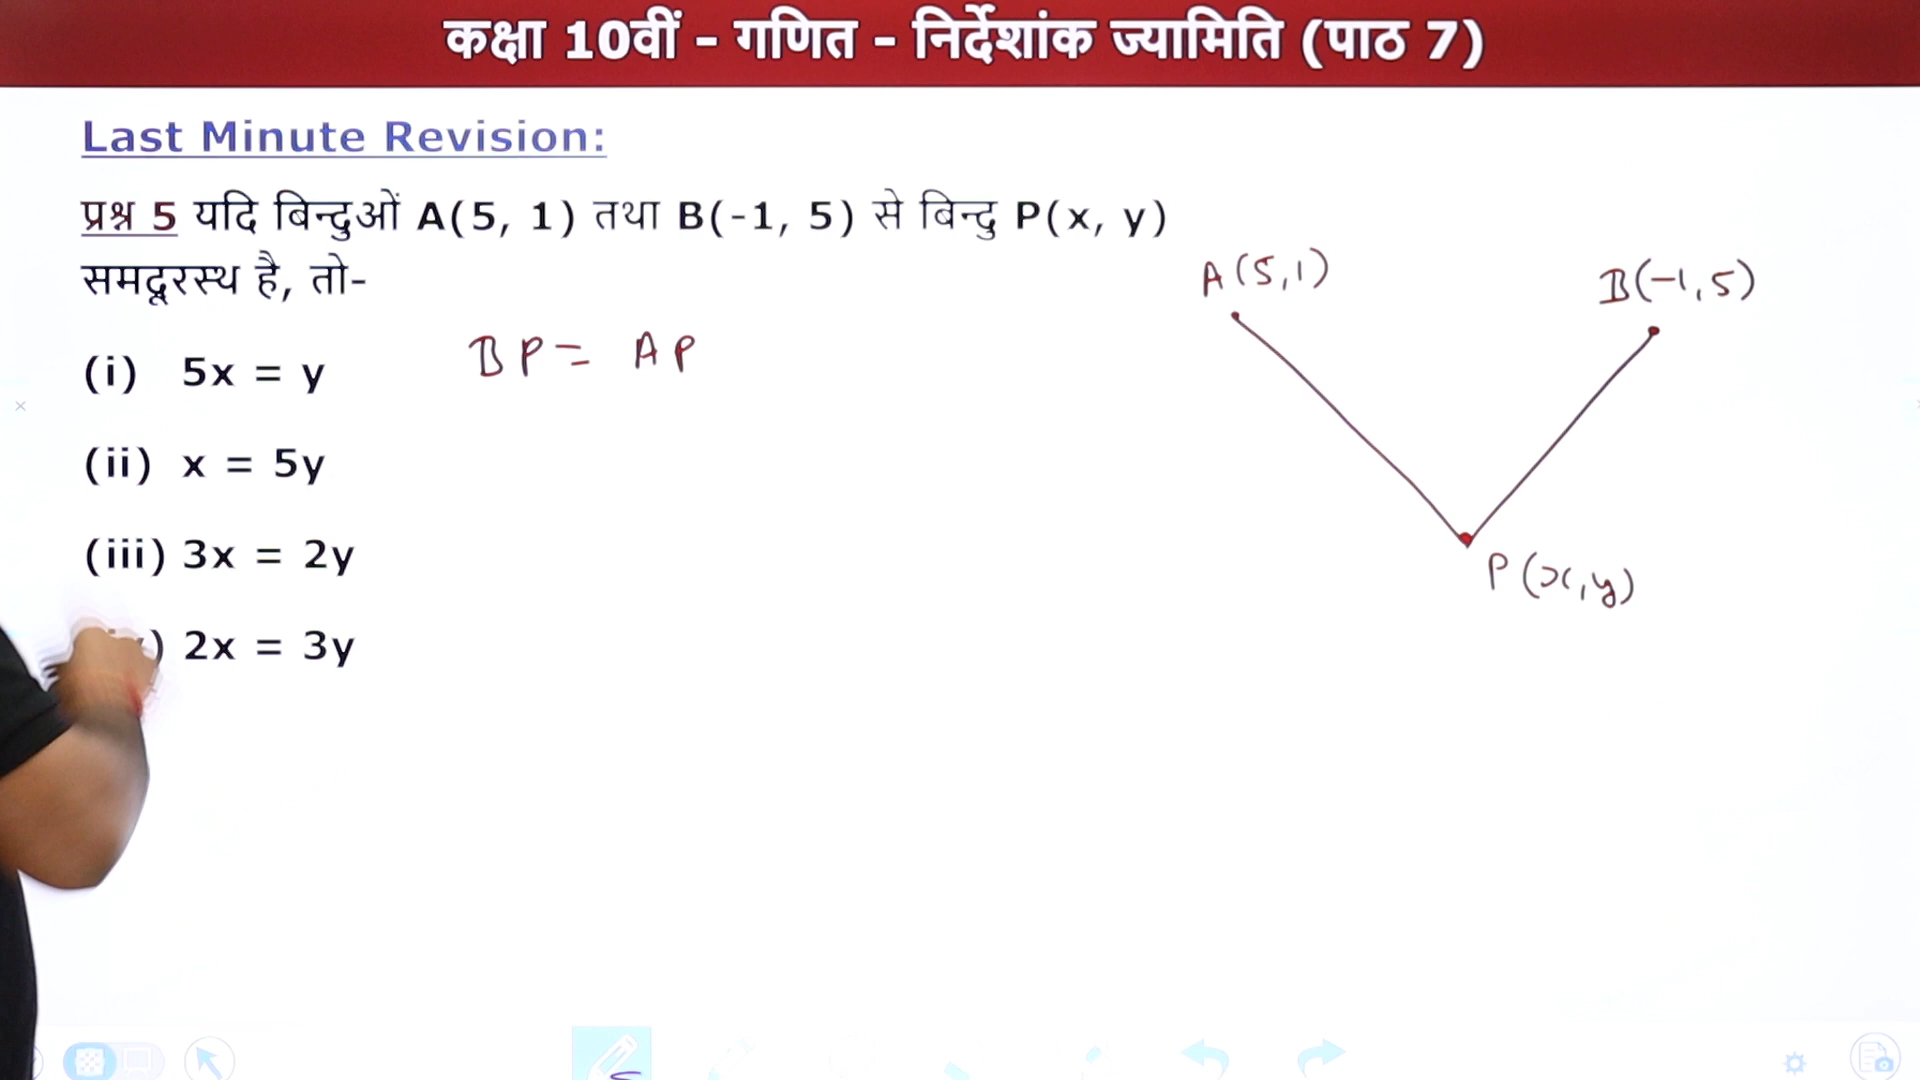 कक्षा 10वीं - गणित - निर्देशांक ज्यामिति (पाठ 7)
Last Minute Revision:
प्रश्न 5 यदि बिन्दुओं A(5, 1) तथा B(-1, 5) से बिन्दु P(x, y)
समदूरस्थ है, तो-
A(5,1)
B(-1,5)
(i) 5x = y
BP = AP
(ii) x = 5y
(iii) 3x = 2y
P(x,y)
) 2x = 3y